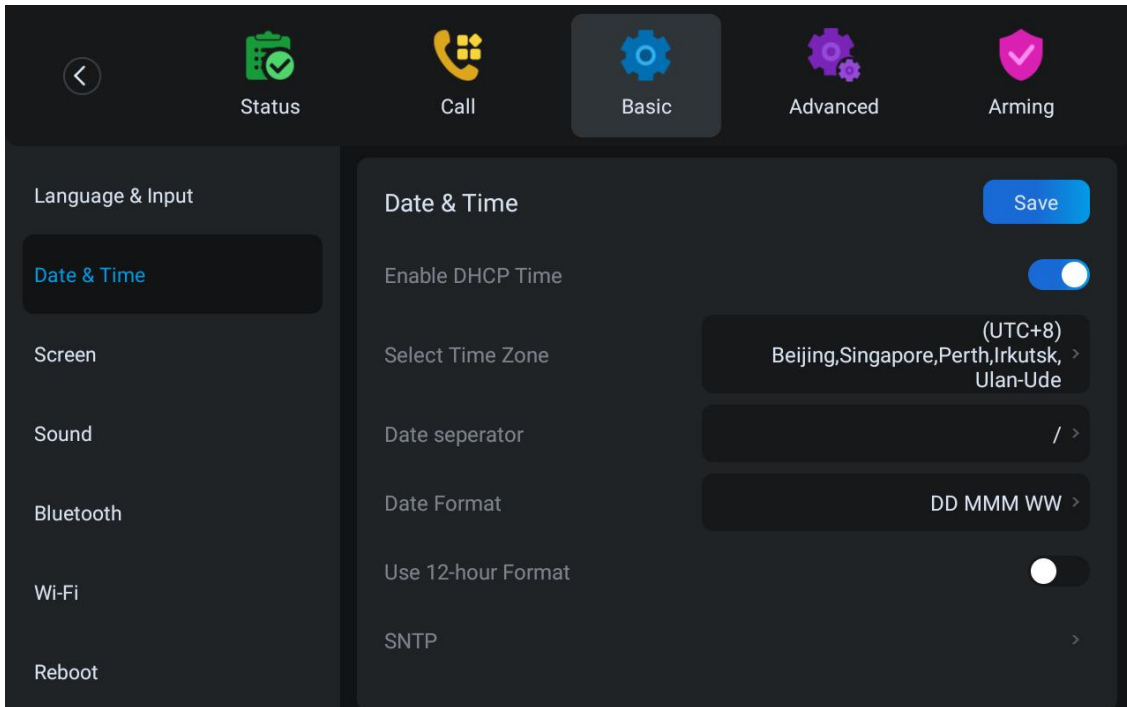 Status
Call
Basic
Advanced
Arming
Language & Input
Date & Time
Screen
Sound
Bluetooth
Wi-Fi
Reboot
Date & Time
Save
Enable DHCP Time
Select Time Zone
(UTC+8)
Beijing,Singapore,Perth,Irkutsk,
Ulan-Ude
Date seperator
/
Date Format
DD MMM WW
Use 12-hour Format
SNTP